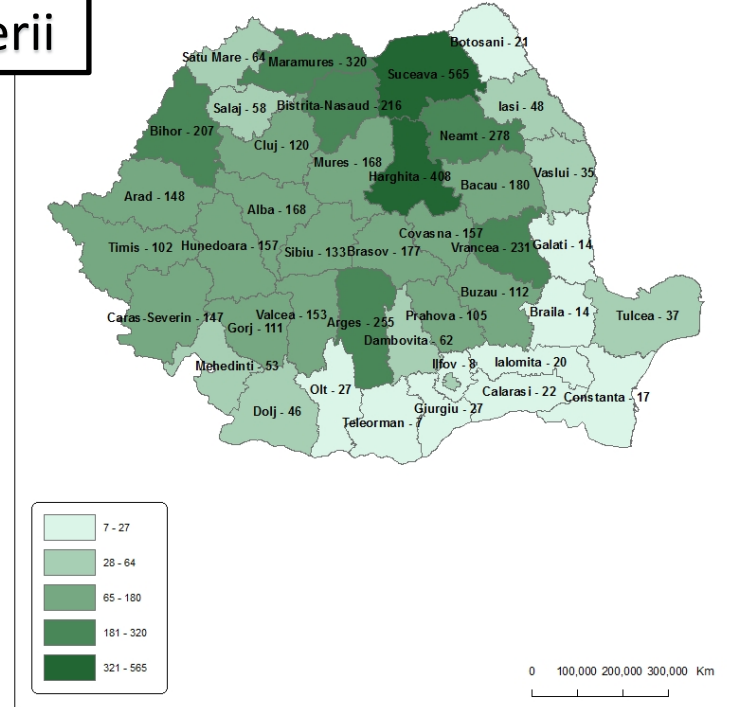 erii
Botosani - 21
Satu Mare - 64
Maramures - 320
Suceava - 565
Salaj - 58
Bistrita-Nasaud - 216
Iasi - 48
Bihor - 207
Neamt - 278
Cluj - 120
Mures - 168
Harghita - 408
Vaslui - 35
Bacau - 180
Arad - 148
Alba - 168
Covasna - 157
Timis - 102
Hunedoara - 157
Sibiu - 133
Brasov - 177
Vrancea - 231
Galati - 14
Buzau - 112
Caras-Severin - 147
Valcea - 153
Gorj - 111
Arges - 255
Prahova - 105
Braila - 14
Tulcea - 37
Dambovita - 62
Mehedinti - 53
Ilfov - 8
Ialomita - 20
Olt - 27
Calarasi - 22
Constanta - 17
Dolj - 46
Giurgiu - 27
Teleorman - 7
7 - 27
28 - 64
65 - 180
181 - 320
321 - 565
0 100,000 200,000 300,000 Km